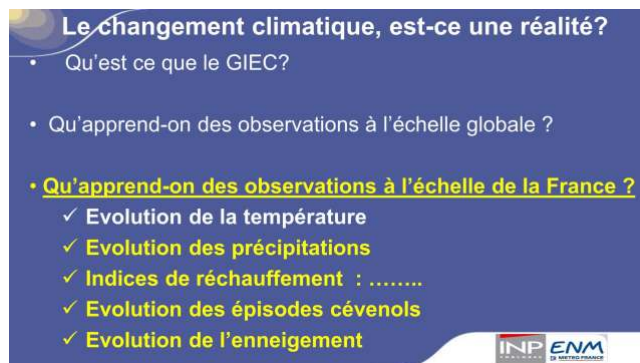 Le changement climatique, est-ce une réalité?
• Qu'est ce que le GIEC?
• Qu'apprend-on des observations à l'échelle globale ?
• Qu'apprend-on des observations à l'échelle de la France ?
✓ Evolution de la température
✓ Evolution des précipitations
✓ Indices de réchauffement : ……..
✓ Evolution des épisodes cévenols
✓ Evolution de l'enneigement
INP ENM
METEO FRANCE